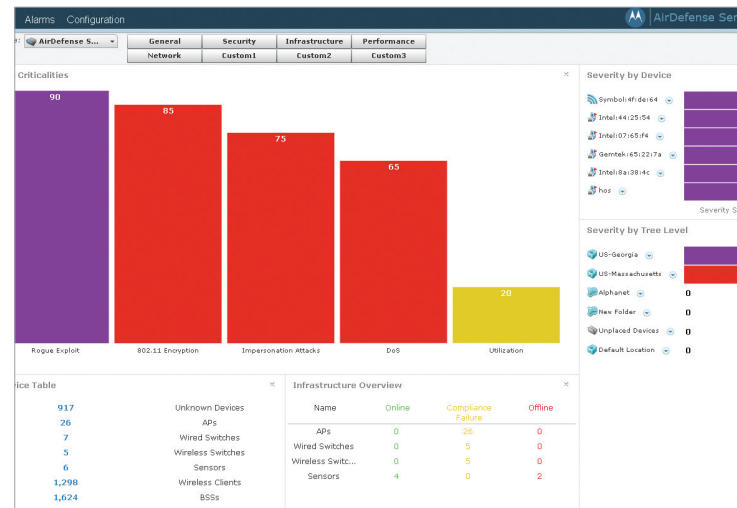 Alarms Configuration
AirDefense Ser
AirDefense S...
General Security Infrastructure Performance
Network Custom1 Custom2 Custom3
Criticalities
90
85
75
65
20
Rogue Exploit 802.11 Encryption Impersonation Attacks DoS Utilization
Severity by Device
Symbol:4f:de:64
Intel:44:25:54
Intel:07:65:f4
Gemtek:65:22:7a
Intel:8a:38:4c
hos
Severity S
Severity by Tree Level
US-Georgia
US-Massachusetts
Alphanet 0
New Folder 0
Unplaced Devices 0
Default Location 0
ice Table
917 Unknown Devices
26 APs
7 Wired Switches
5 Wireless Switches
6 Sensors
1,298 Wireless Clients
1,624 BSSs
Infrastructure Overview
Name Online Compliance Failure Offline
APs 0 26 0
Wired Switches 0 5 0
Wireless Switc... 0 5 0
Sensors 4 0 2